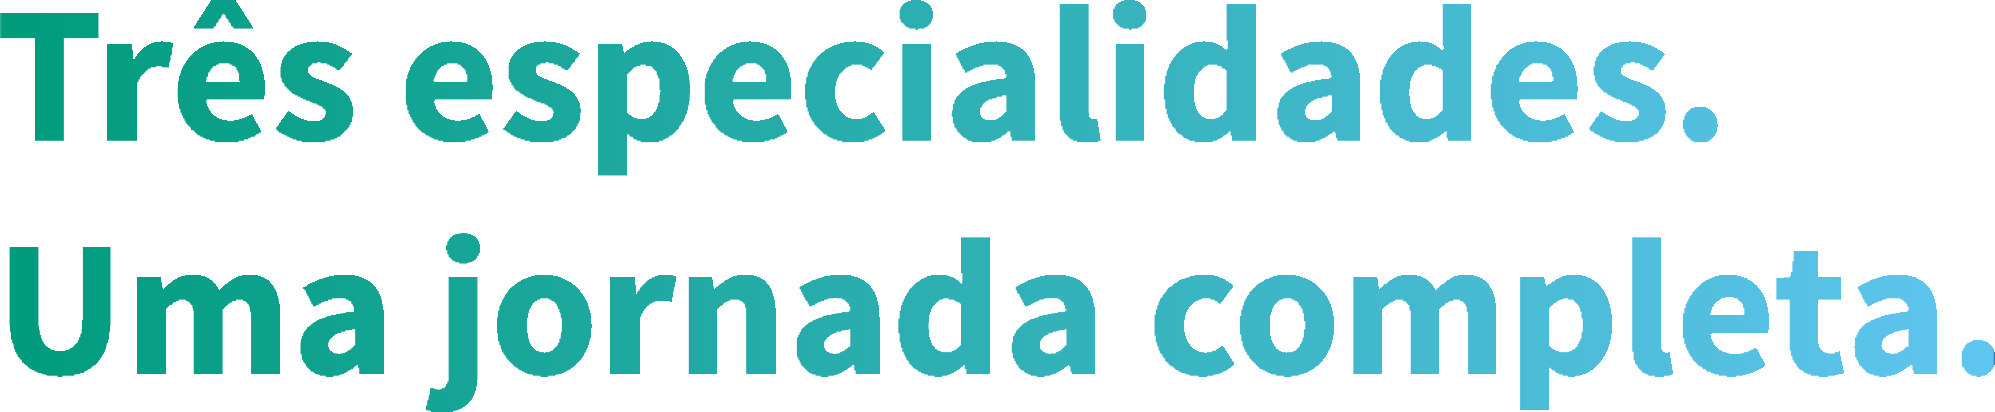 Três especialidades.
Uma jornada completa.